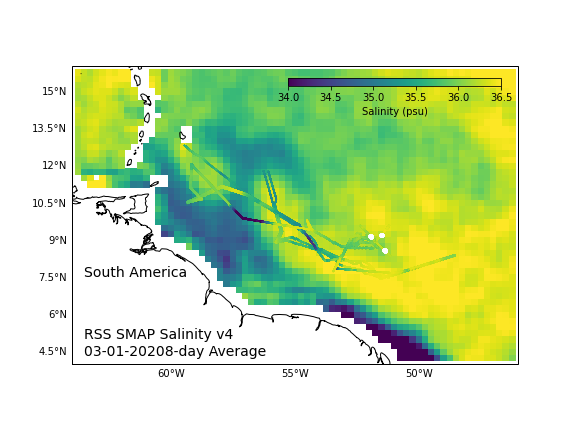 15°N
13.5°N
12°N
10.5°N
9°N
7.5°N
6°N
4.5°N
34.0 34.5 35.0 35.5 36.0 36.5
Salinity (psu)
South America
RSS SMAP Salinity v4
03-01-20208-day Average
60°W 55°W 50°W